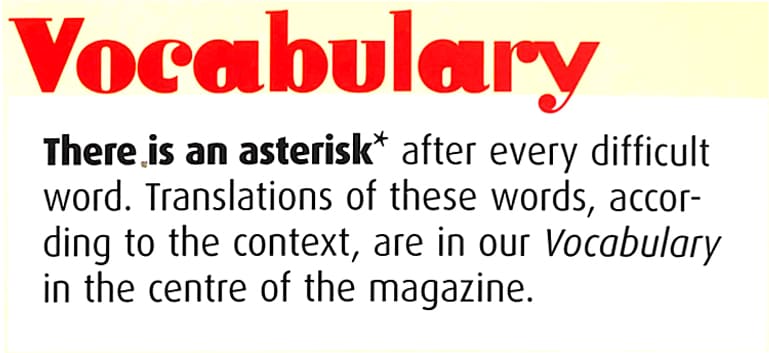 Vocabulary
There is an asterisk* after every difficult
word. Translations of these words, accor-
ding to the context, are in our Vocabulary
in the centre of the magazine.